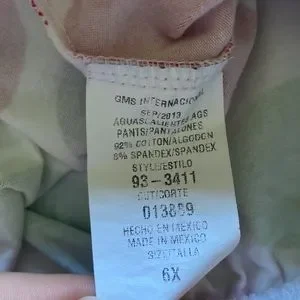 GMS INTERNACIONAL
SEP/2013
AGUASCALIENTES AGS
PANTS/PANTALONES
92% COTTON/ALGODON
8% SPANDEX/SPANDEX
STYLE/ESTILO
93-3411
CUT/CORTE
013899
HECHO EN MEXICO
MADE IN MEXICO
SIZE/TALLA
6X